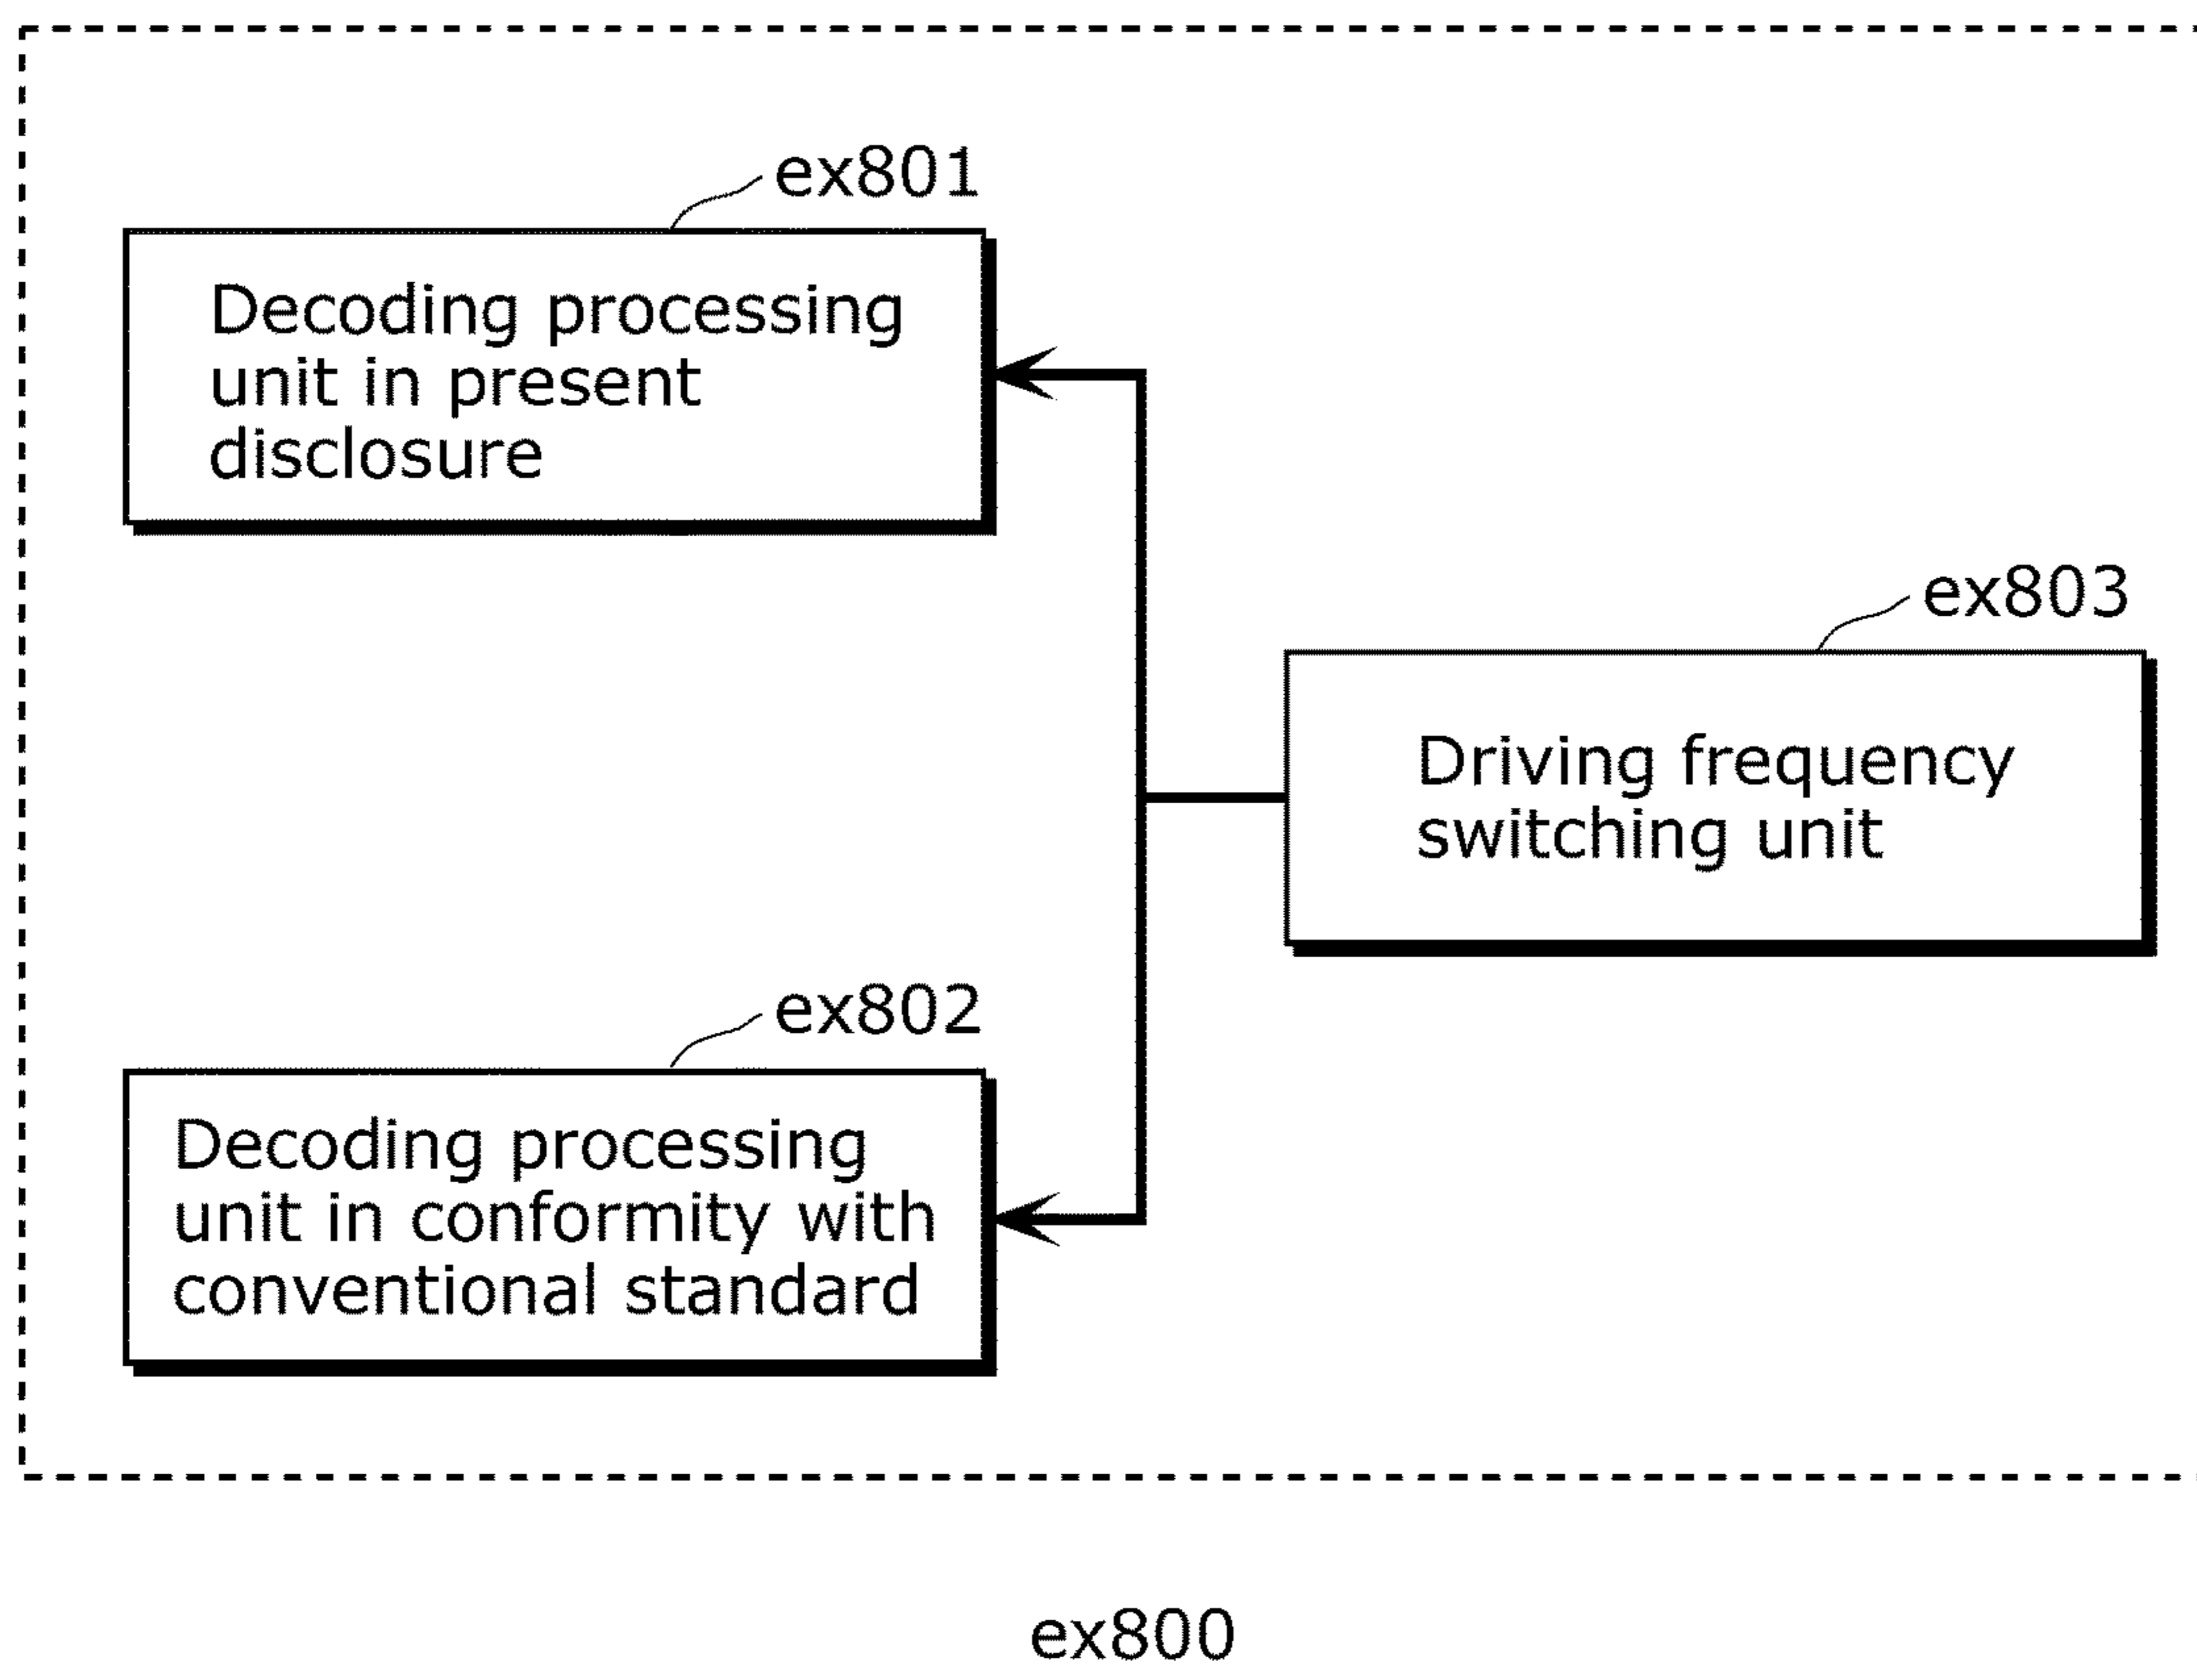 ex801
Decoding processing
unit in present
disclosure
ex803
Driving frequency
switching unit
ex802
Decoding processing
unit in conformity with
conventional standard
ex800